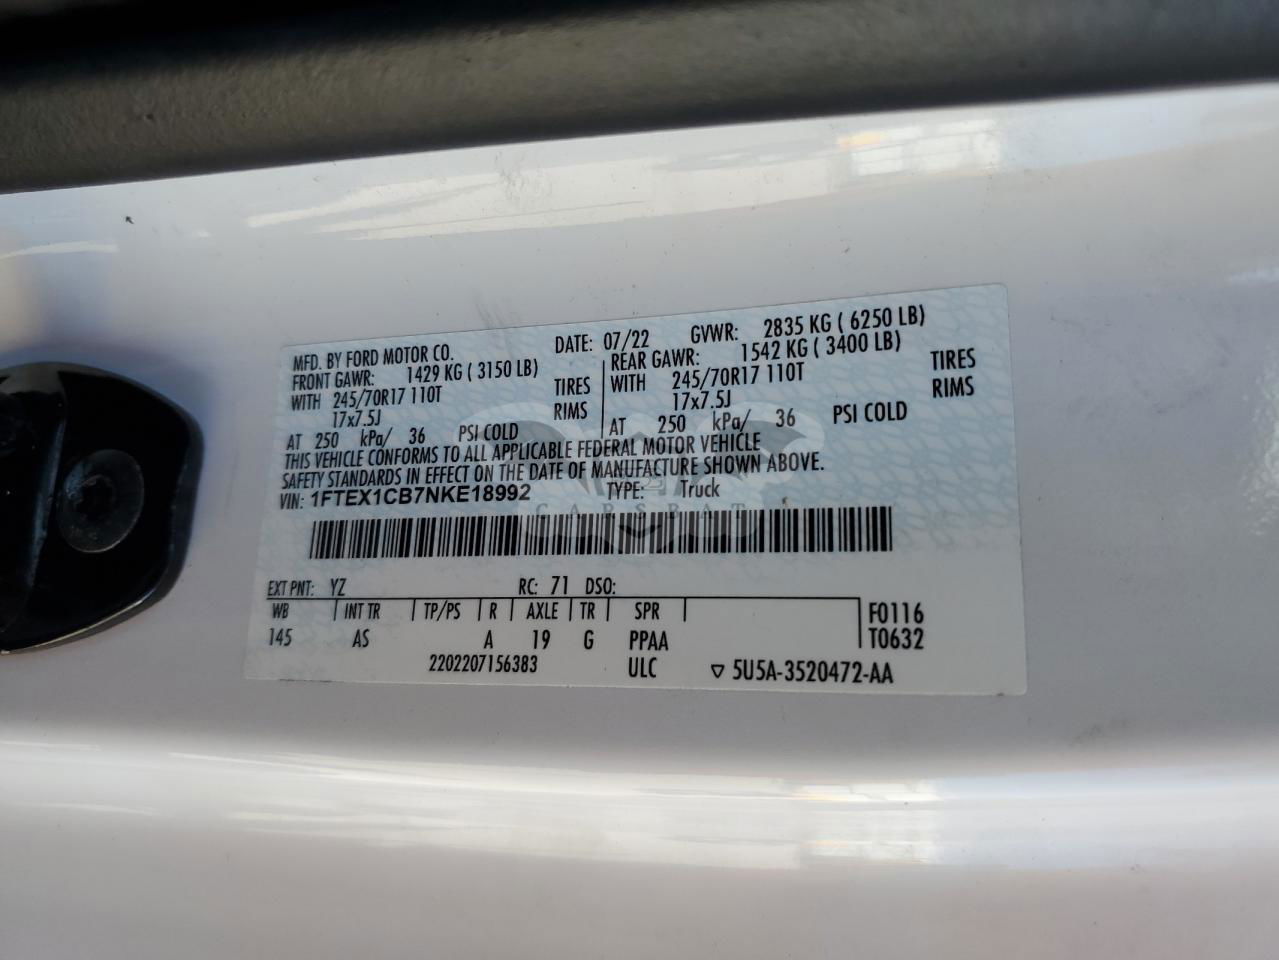 MFD. BY FORD MOTOR CO. DATE: 07/22 GVWR: 2835 KG ( 6250 LB)
FRONT GAWR: 1429 KG ( 3150 LB) REAR GAWR: 1542 KG ( 3400 LB)
WITH 245/70R17 110T TIRES WITH 245/70R17 110T TIRES
17x7.5J RIMS 17x7.5J RIMS
AT 250 kPa/ 36 PSI COLD AT 250 kPa/ 36 PSI COLD
THIS VEHICLE CONFORMS TO ALL APPLICABLE FEDERAL MOTOR VEHICLE
SAFETY STANDARDS IN EFFECT ON THE DATE OF MANUFACTURE SHOWN ABOVE.
VIN: 1FTEX1CB7NKE18992 TYPE: Truck
CARSBAT
EXT PNT: YZ RC: 71 DSO:
WB INT TR TP/PS R AXLE TR SPR F0116
145 AS A 19 G PPAA T0632
2202207156383 ULC ▽ 5U5A-3520472-AA